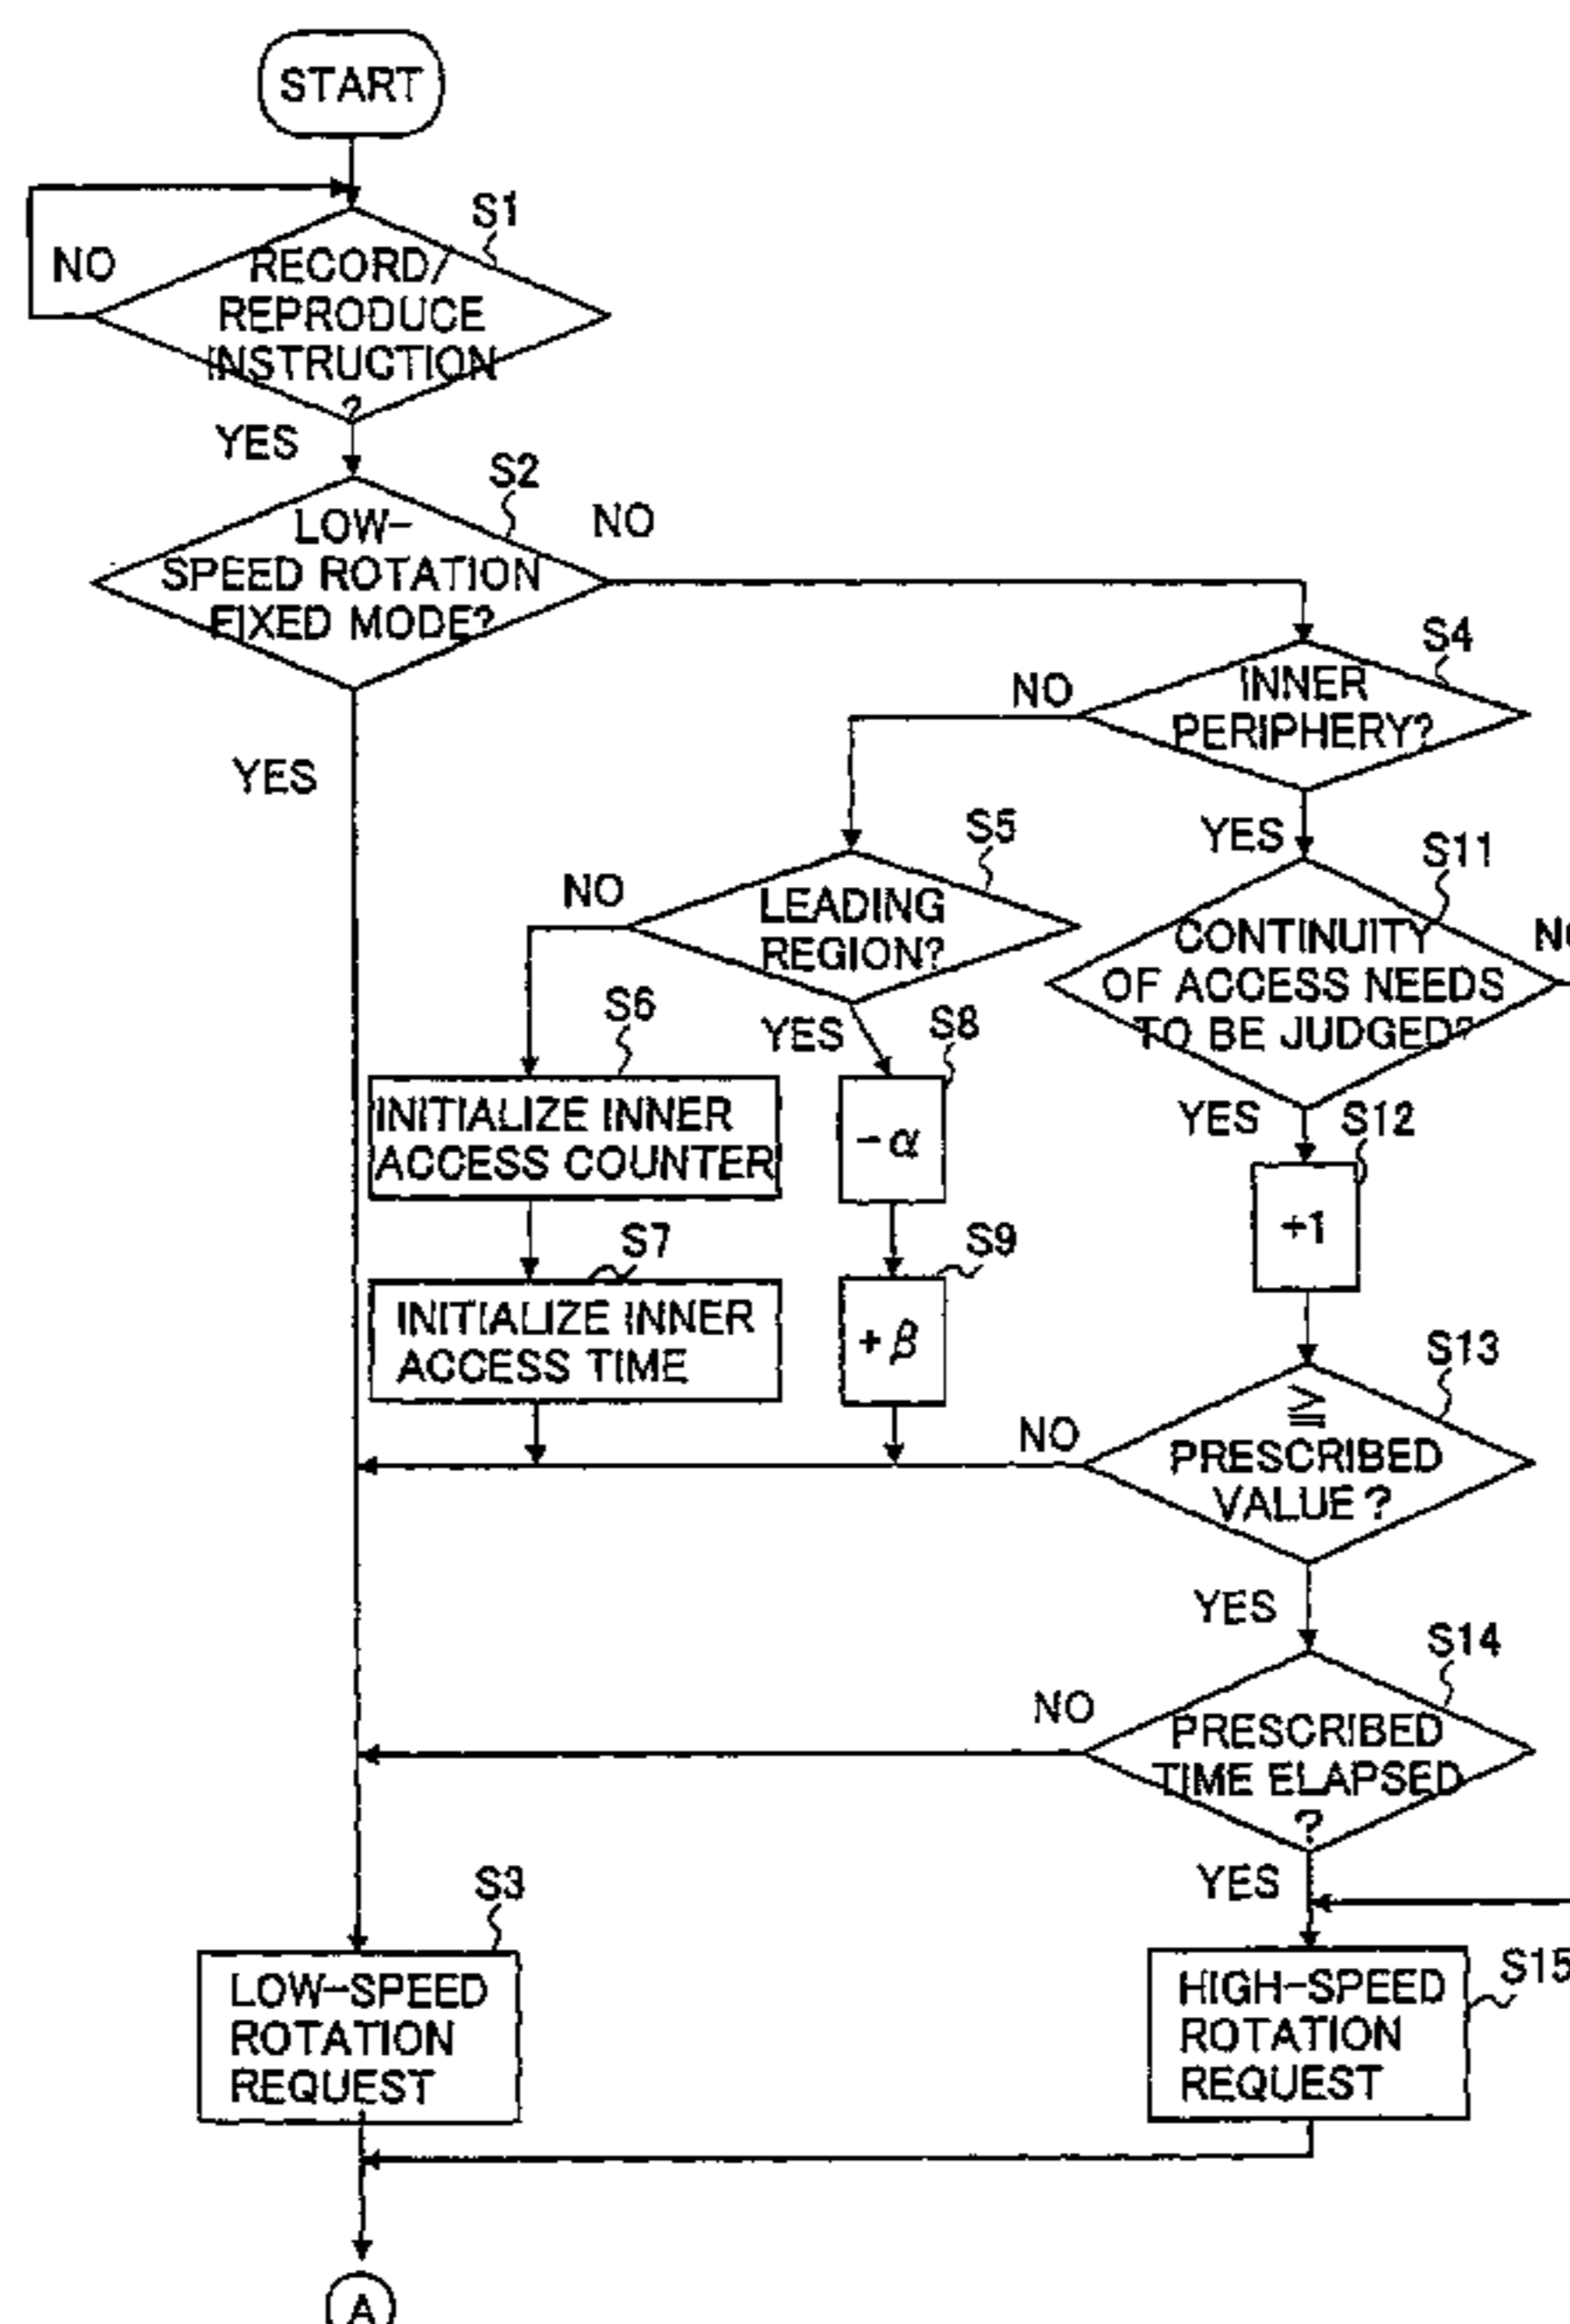 START
S1
NO
RECORD/
REPRODUCE
INSTRUCTION
?
YES
S2
NO
LOW-
SPEED ROTATION
FIXED MODE?
S4
NO
INNER
PERIPHERY?
YES
YES
S5
S11
NO
LEADING
REGION?
CONTINUITY
OF ACCESS NEEDS
TO BE JUDGED?
NO
S6
YES
S8
INITIALIZE INNER
ACCESS COUNTER
-α
YES
S12
+1
S7
S9
INITIALIZE INNER
ACCESS TIME
+β
S13
NO
≧
PRESCRIBED
VALUE?
YES
S14
NO
PRESCRIBED
TIME ELAPSED
?
YES
S3
LOW-SPEED
ROTATION
REQUEST
S15
HIGH-SPEED
ROTATION
REQUEST
A